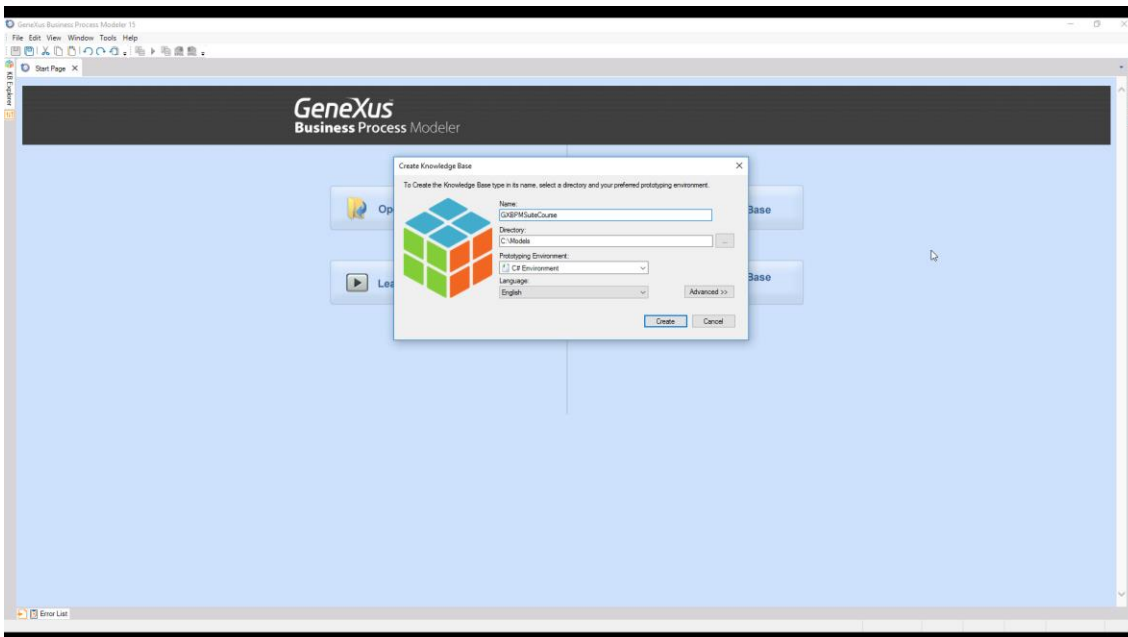 GeneXus Business Process Modeler 15
File Edit View Window Tools Help
Start Page X
KB Explorer
GeneXus
Business Process Modeler
Create Knowledge Base
To Create the Knowledge Base type in its name, select a directory and your preferred prototyping environment.
Name:
GXBPMSuiteCourse
Directory:
C:\Models
...
Prototyping Environment:
C# Environment
Language:
English
Advanced >>
Create Cancel
Op
Base
Lea
Base
Error List